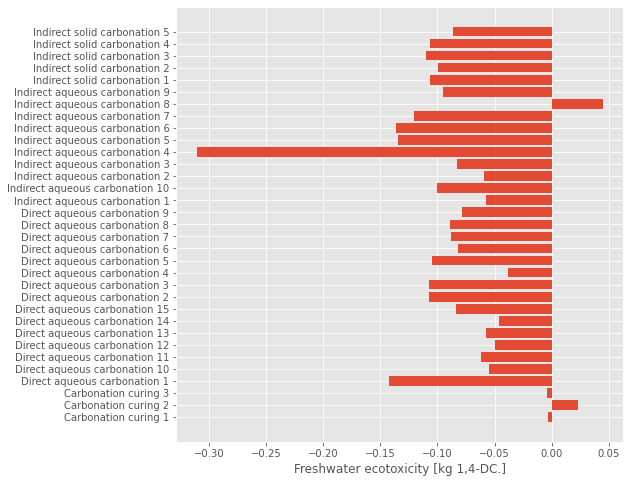 Indirect solid carbonation 5
Indirect solid carbonation 4
Indirect solid carbonation 3
Indirect solid carbonation 2
Indirect solid carbonation 1
Indirect aqueous carbonation 9
Indirect aqueous carbonation 8
Indirect aqueous carbonation 7
Indirect aqueous carbonation 6
Indirect aqueous carbonation 5
Indirect aqueous carbonation 4
Indirect aqueous carbonation 3
Indirect aqueous carbonation 2
Indirect aqueous carbonation 10
Indirect aqueous carbonation 1
Direct aqueous carbonation 9
Direct aqueous carbonation 8
Direct aqueous carbonation 7
Direct aqueous carbonation 6
Direct aqueous carbonation 5
Direct aqueous carbonation 4
Direct aqueous carbonation 3
Direct aqueous carbonation 2
Direct aqueous carbonation 15
Direct aqueous carbonation 14
Direct aqueous carbonation 13
Direct aqueous carbonation 12
Direct aqueous carbonation 11
Direct aqueous carbonation 10
Direct aqueous carbonation 1
Carbonation curing 3
Carbonation curing 2
Carbonation curing 1
−0.30 −0.25 −0.20 −0.15 −0.10 −0.05 0.00 0.05
Freshwater ecotoxicity [kg 1,4-DC.]